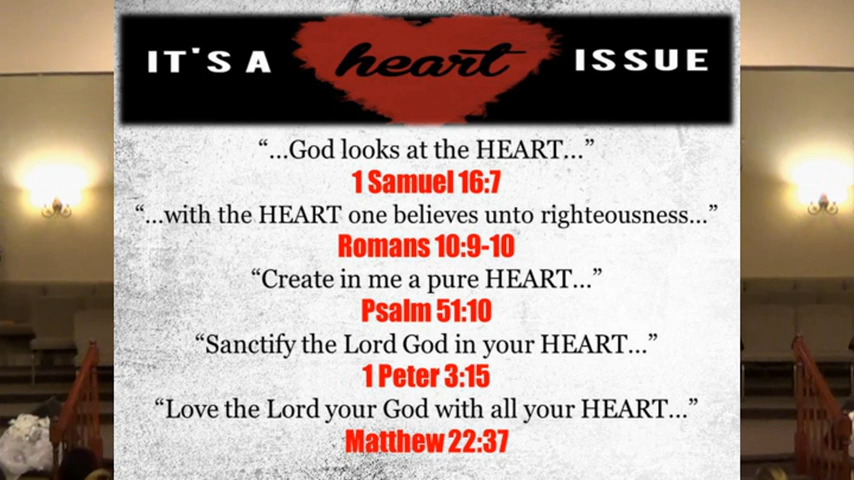 IT'S A heart ISSUE
“...God looks at the HEART...”
1 Samuel 16:7
“...with the HEART one believes unto righteousness...”
Romans 10:9-10
“Create in me a pure HEART...”
Psalm 51:10
“Sanctify the Lord God in your HEART...”
1 Peter 3:15
“Love the Lord your God with all your HEART...”
Matthew 22:37